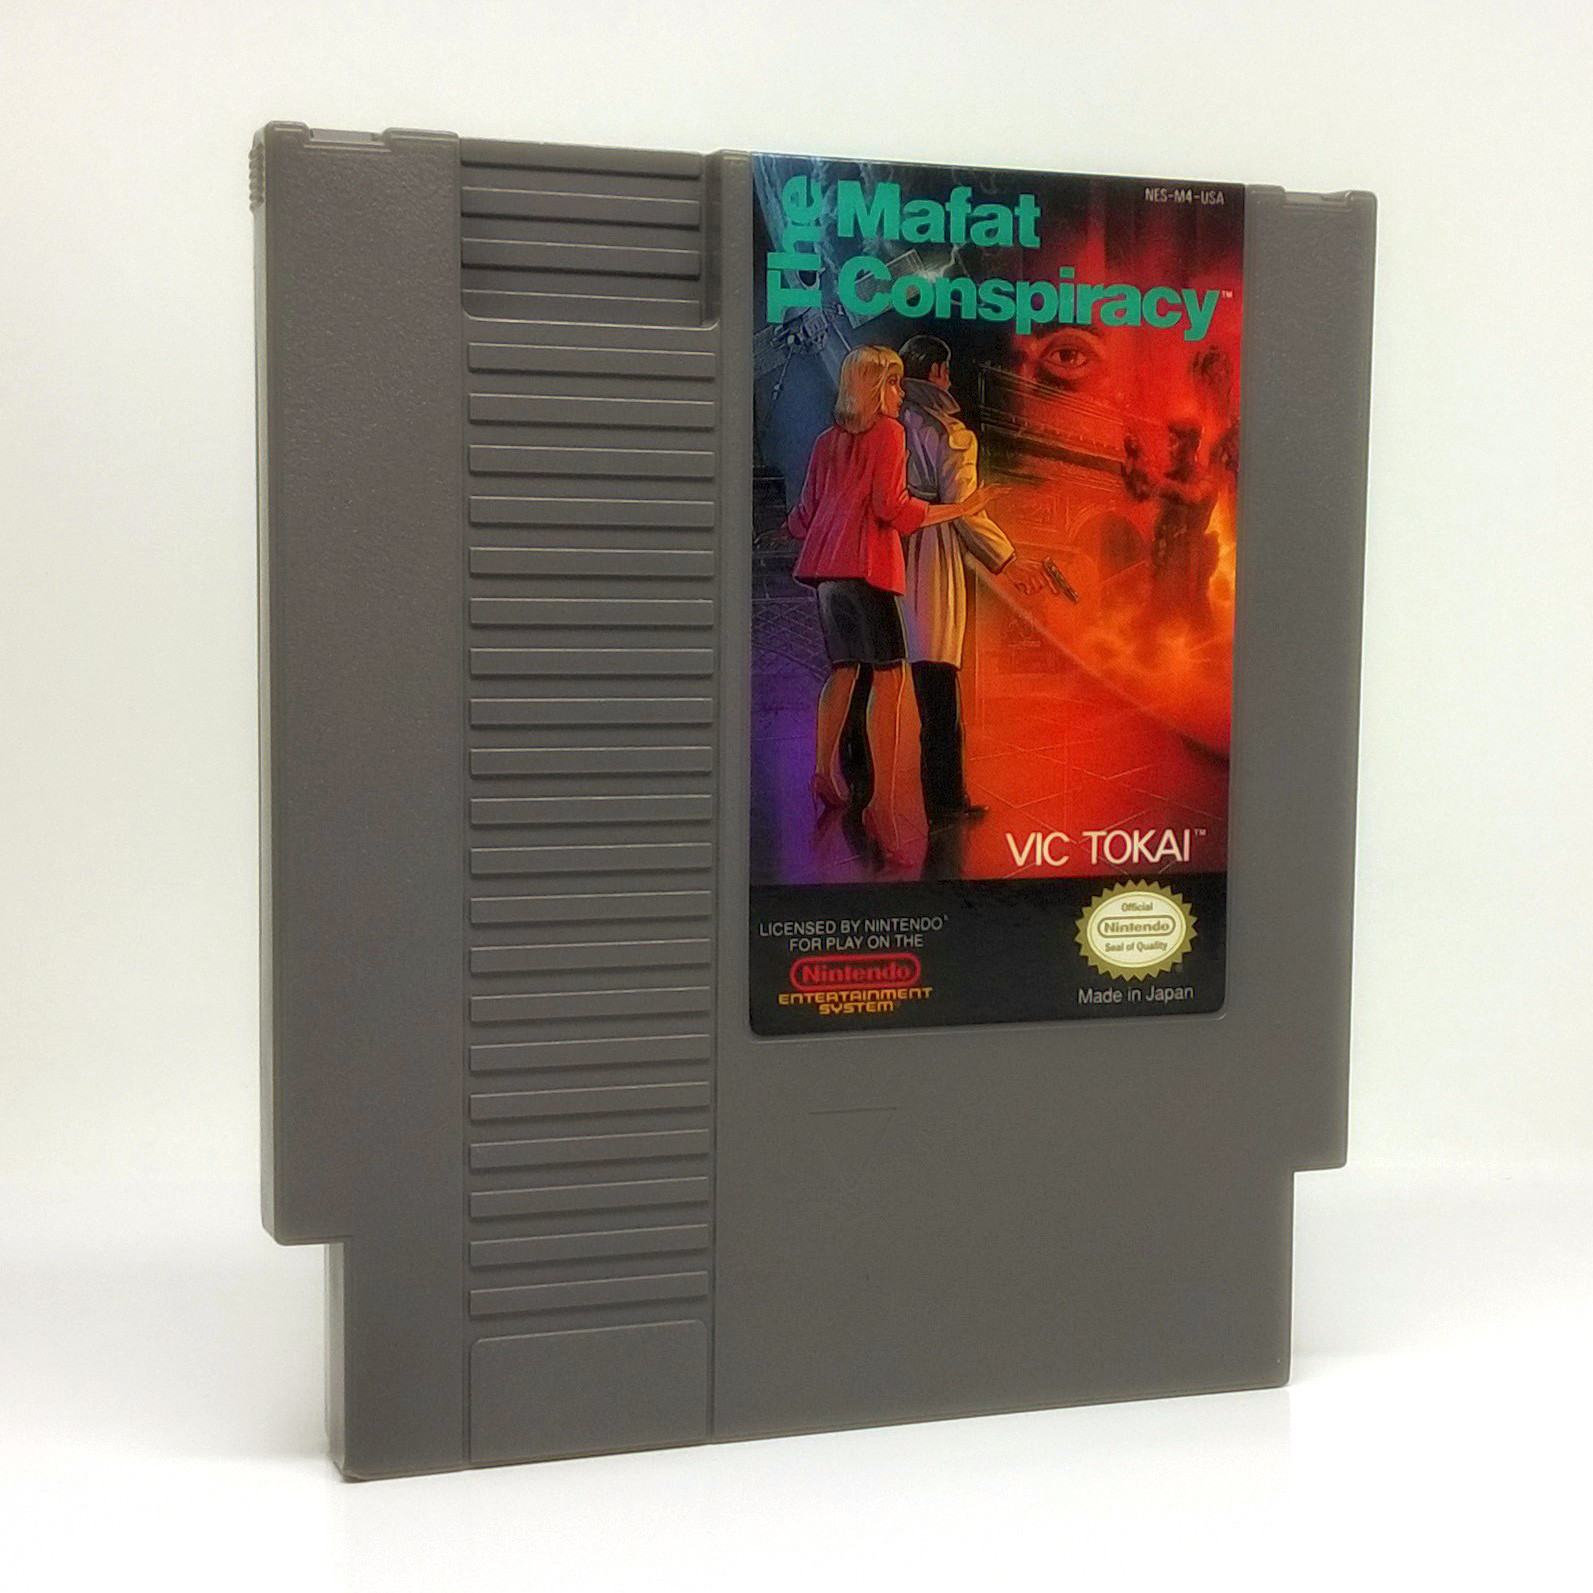 The Mafat
Conspiracy™
NES-M4-USA
VIC TOKAI™
LICENSED BY NINTENDO®
FOR PLAY ON THE
Nintendo
ENTERTAINMENT
SYSTEM
Official
Nintendo
Seal of Quality
Made in Japan